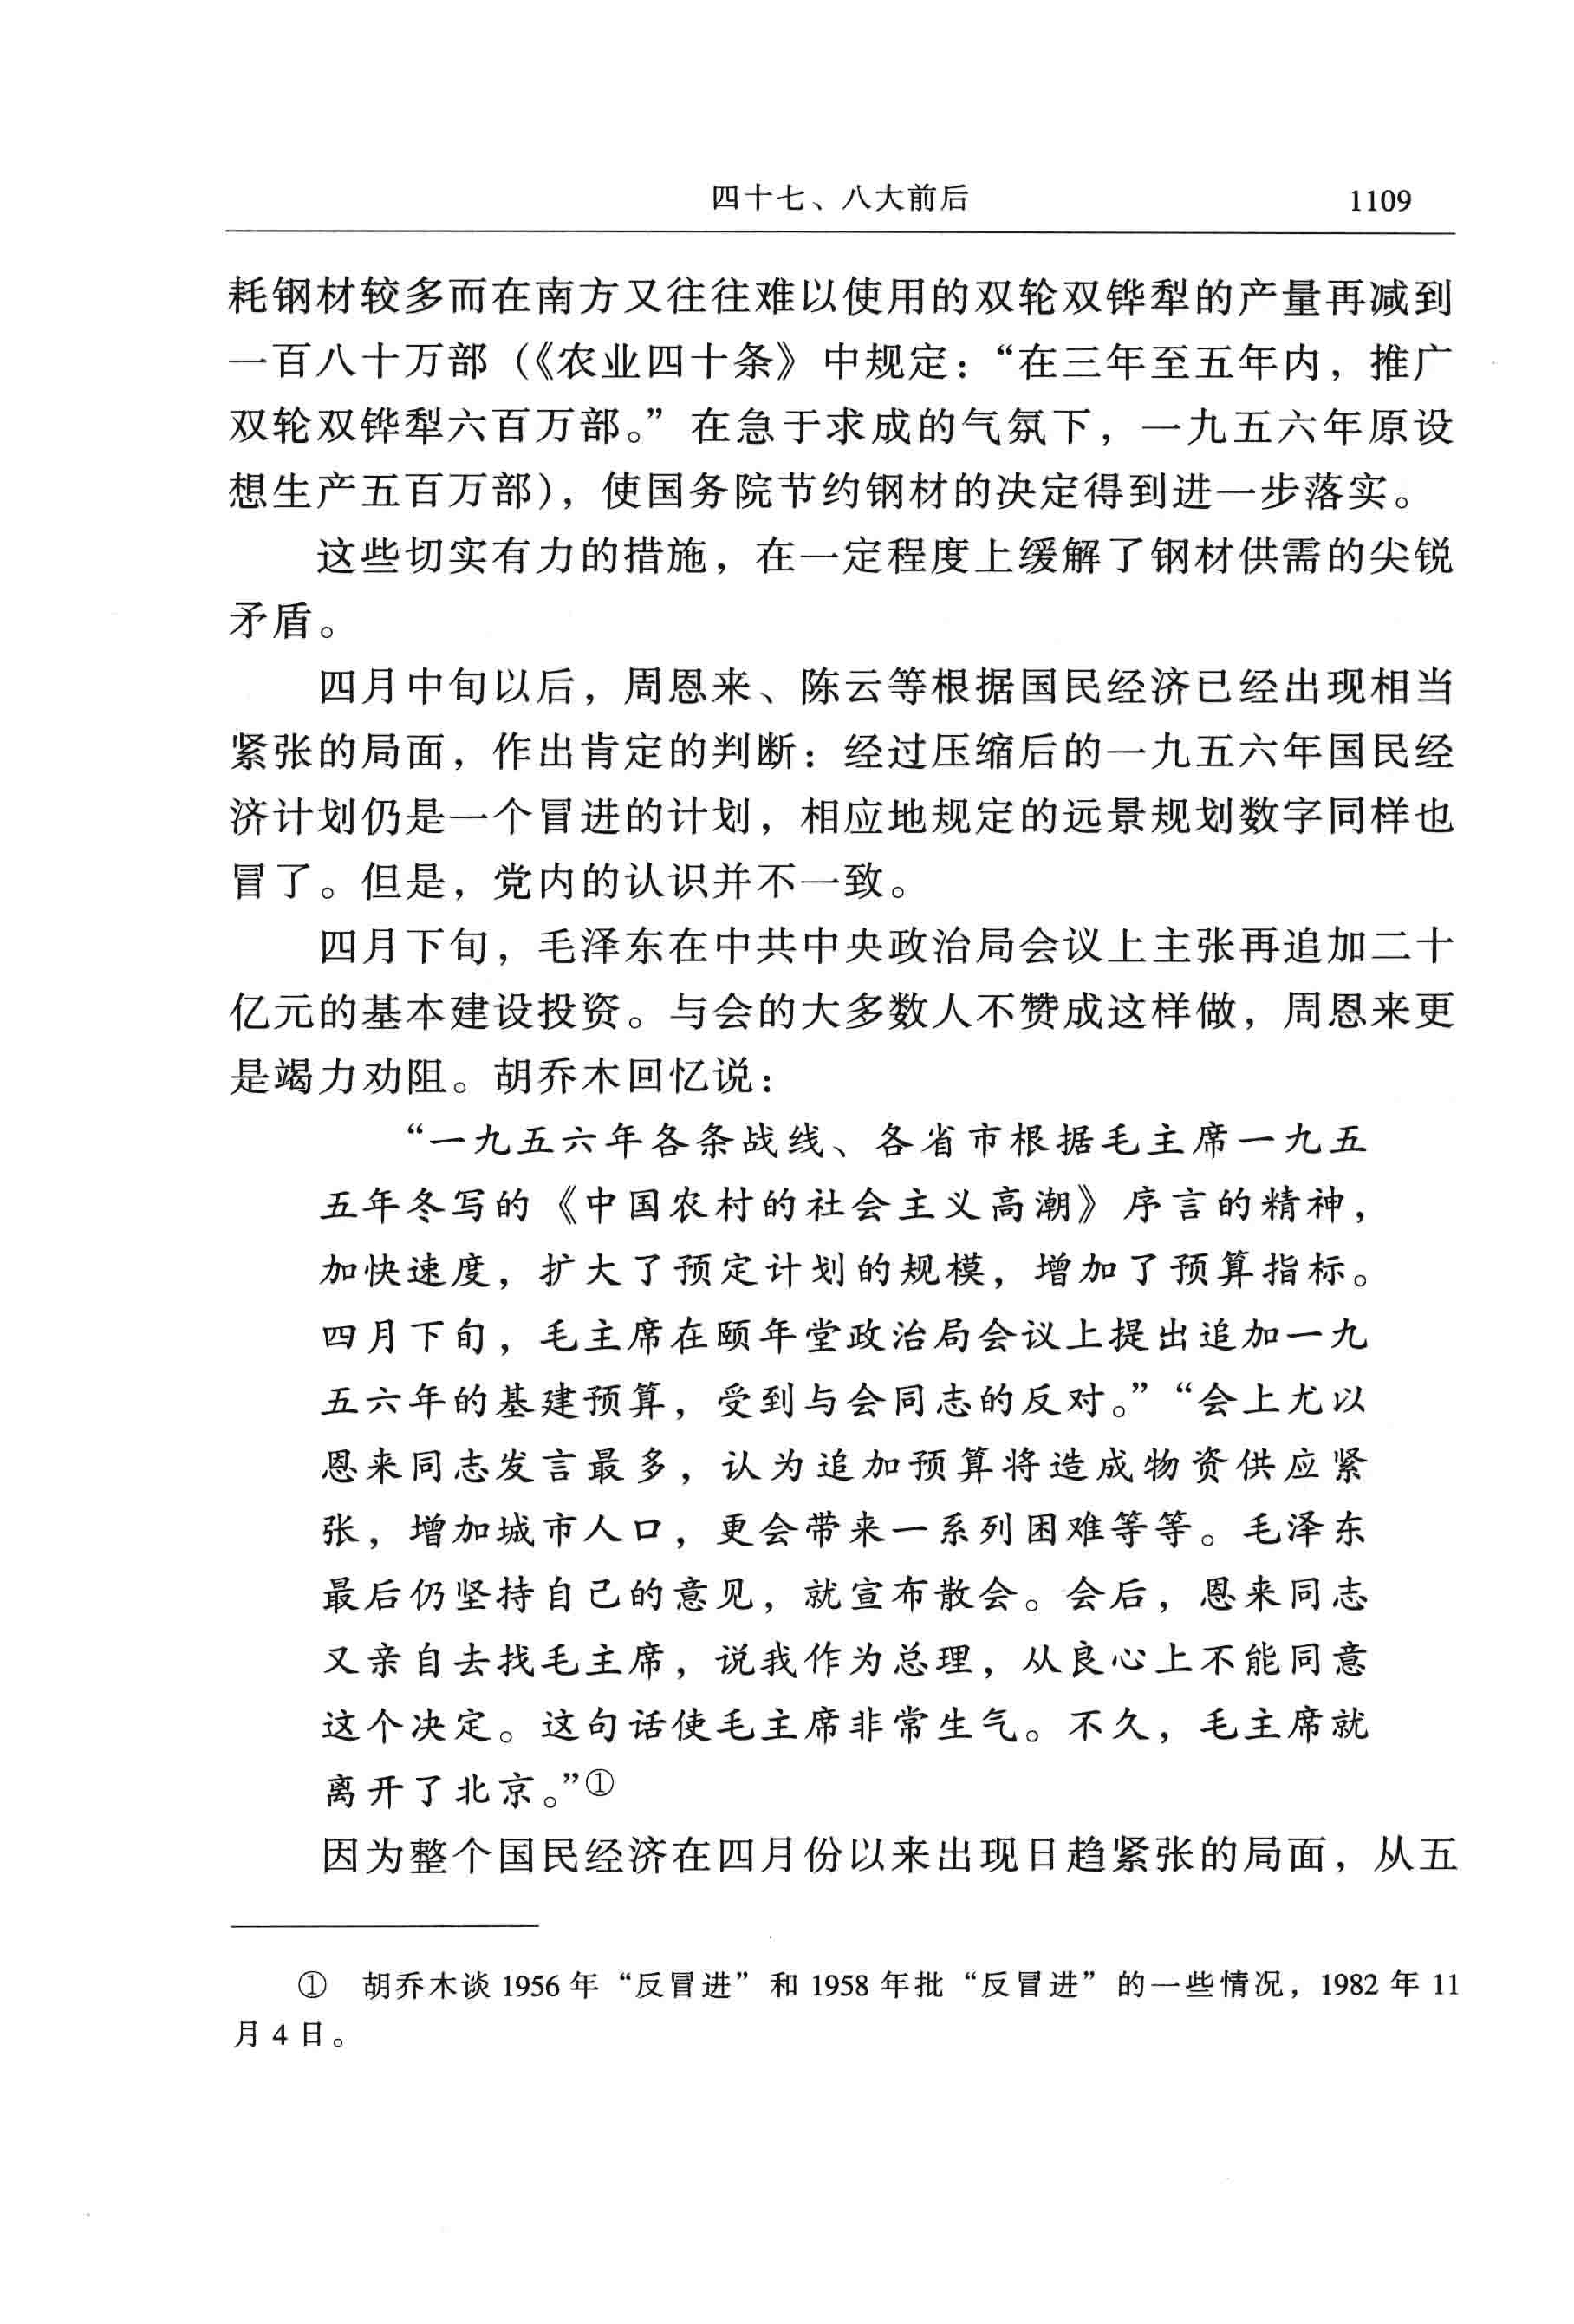 四十七、八大前后 1109
耗钢材较多而在南方又往往难以使用的双轮双铧犁的产量再减到
一百八十万部（《农业四十条》中规定：“在三年至五年内，推广
双轮双铧犁六百万部。”在急于求成的气氛下，一九五六年原设
想生产五百万部），使国务院节约钢材的决定得到进一步落实。
这些切实有力的措施，在一定程度上缓解了钢材供需的尖锐
矛盾。
四月中旬以后，周恩来、陈云等根据国民经济已经出现相当
紧张的局面，作出肯定的判断：经过压缩后的一九五六年国民经
济计划仍是一个冒进的计划，相应地规定的远景规划数字同样也
冒了。但是，党内的认识并不一致。
四月下旬，毛泽东在中共中央政治局会议上主张再追加二十
亿元的基本建设投资。与会的大多数人不赞成这样做，周恩来更
是竭力劝阻。胡乔木回忆说：
“一九五六年各条战线、各省市根据毛主席一九五
五年冬写的《中国农村的社会主义高潮》序言的精神，
加快速度，扩大了预定计划的规模，增加了预算指标。
四月下旬，毛主席在颐年堂政治局会议上提出追加一九
五六年的基建预算，受到与会同志的反对。”“会上尤以
恩来同志发言最多，认为追加预算将造成物资供应紧
张，增加城市人口，更会带来一系列困难等等。毛泽东
最后仍坚持自己的意见，就宣布散会。会后，恩来同志
又亲自去找毛主席，说我作为总理，从良心上不能同意
这个决定。这句话使毛主席非常生气。不久，毛主席就
离开了北京。”①
因为整个国民经济在四月份以来出现日趋紧张的局面，从五
① 胡乔木谈 1956 年“反冒进”和 1958 年批“反冒进”的一些情况，1982 年 11
月 4 日。